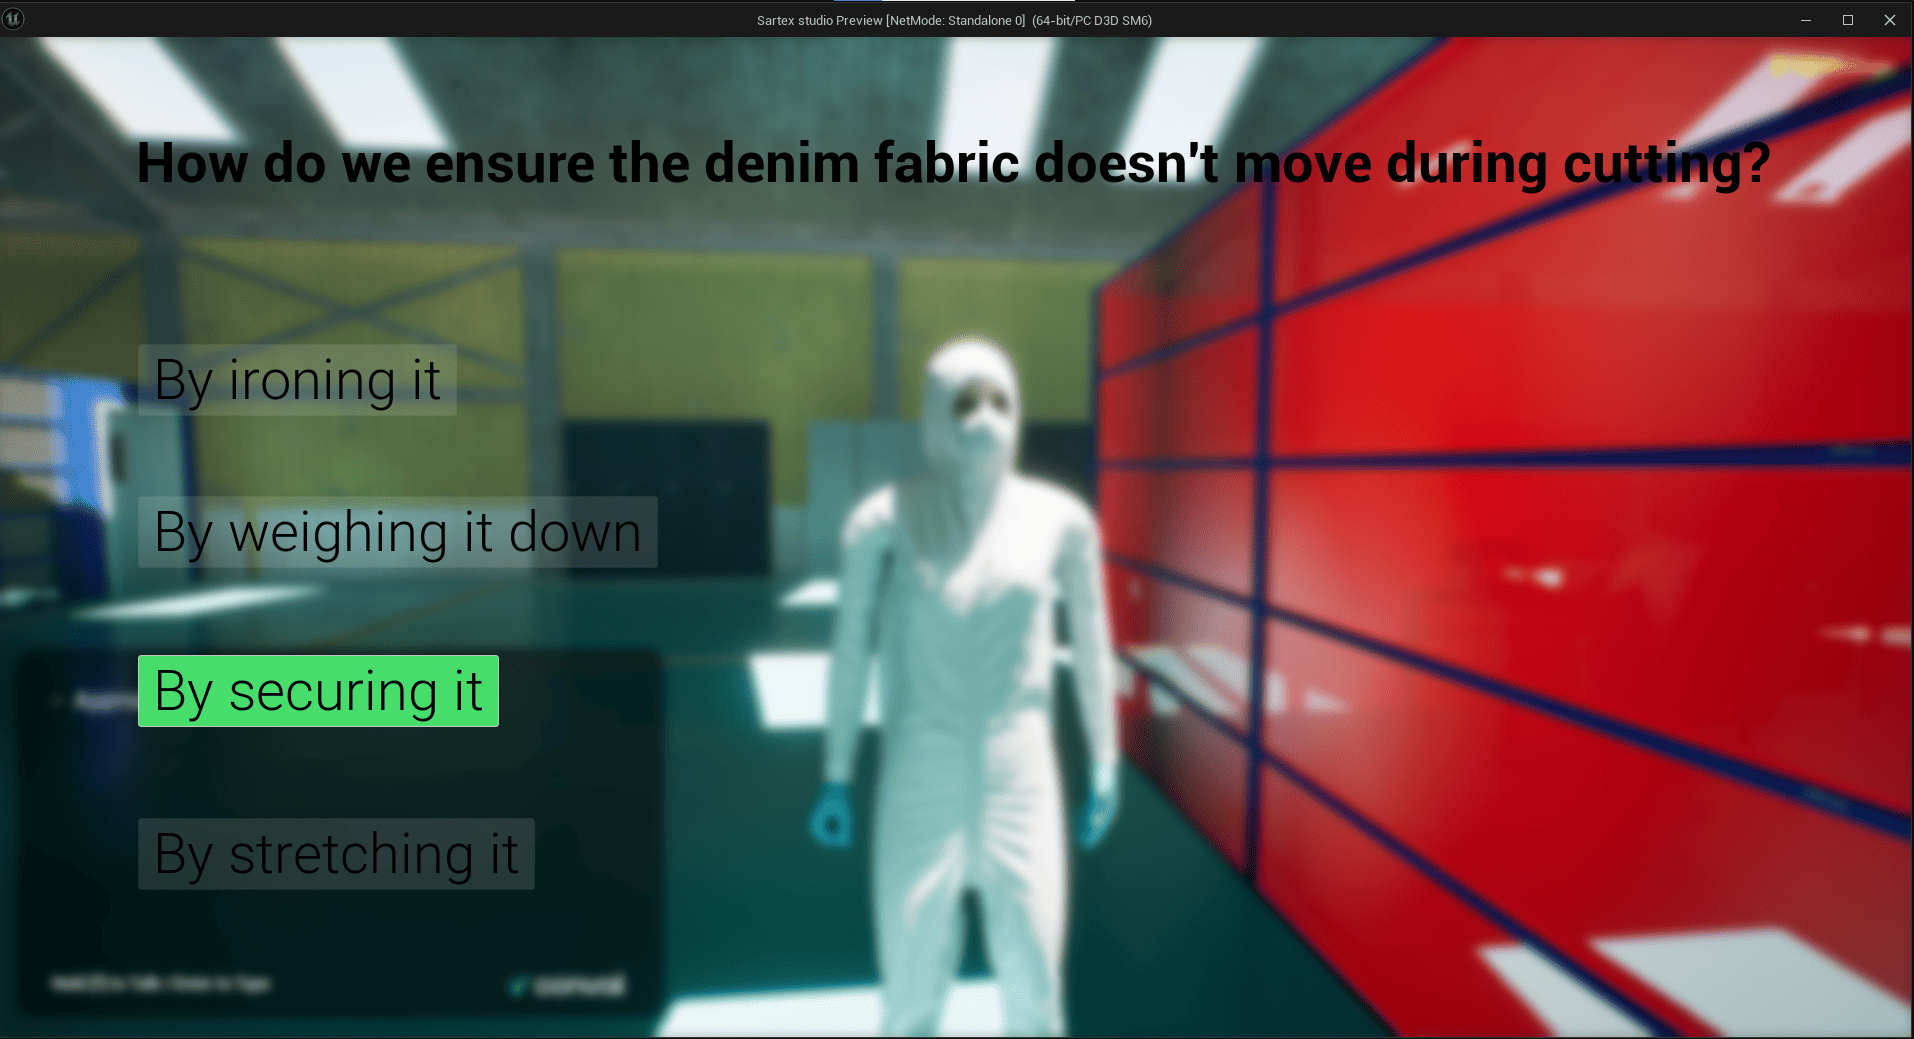 Sartex studio Preview [NetMode: Standalone 0] (64-bit/PC D3D SM6)
How do we ensure the denim fabric doesn't move during cutting?
By ironing it
By weighing it down
By securing it
By stretching it
convai